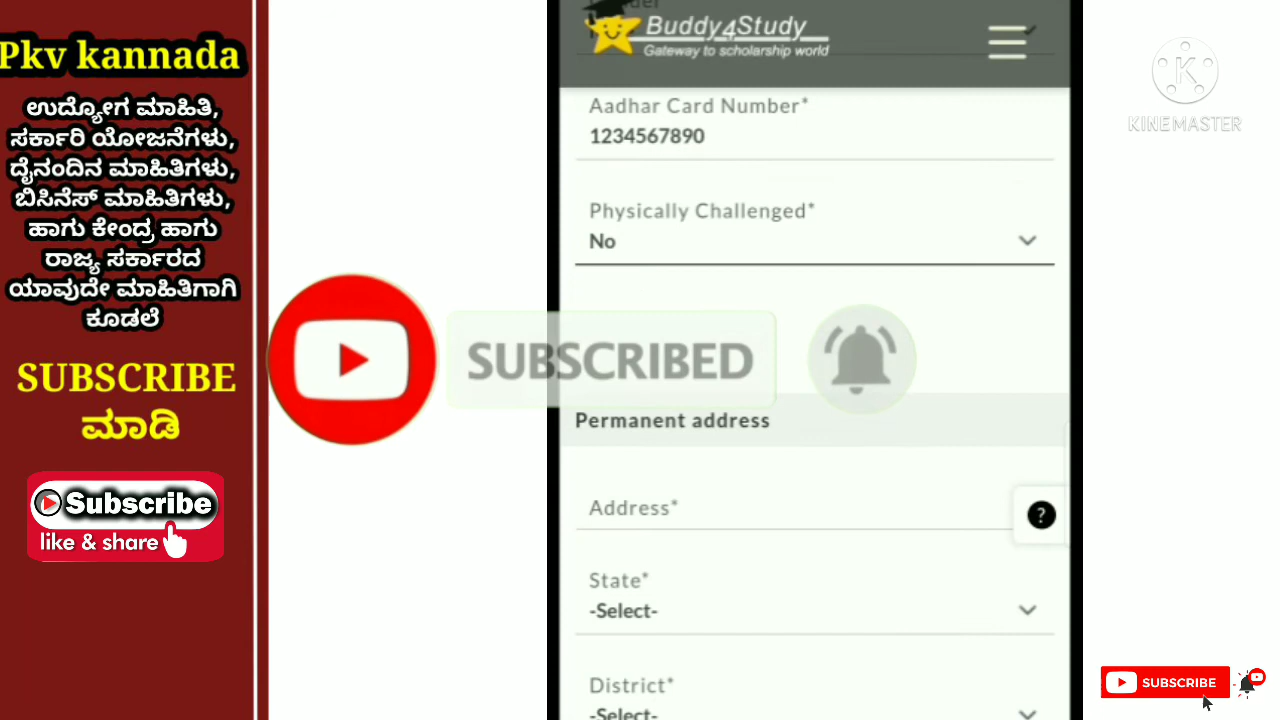 Pkv kannada
ಉದ್ಯೋಗ ಮಾಹಿತಿ,
ಸರ್ಕಾರಿ ಯೋಜನೆಗಳು,
ದೈನಂದಿನ ಮಾಹಿತಿಗಳು,
ಬಿಸಿನೆಸ್ ಮಾಹಿತಿಗಳು,
ಹಾಗು ಕೇಂದ್ರ ಹಾಗು
ರಾಜ್ಯ ಸರ್ಕಾರದ
ಯಾವುದೇ ಮಾಹಿತಿಗಾಗಿ
ಕೂಡಲೆ
SUBSCRIBE
ಮಾಡಿ
Subscribe
like & share
Buddy4Study
Gateway to scholarship world
Aadhar Card Number*
1234567890
Physically Challenged*
No
SUBSCRIBED
Permanent address
Address*
?
State*
-Select-
District*
-Select-
K
KINEMASTER
SUBSCRIBE